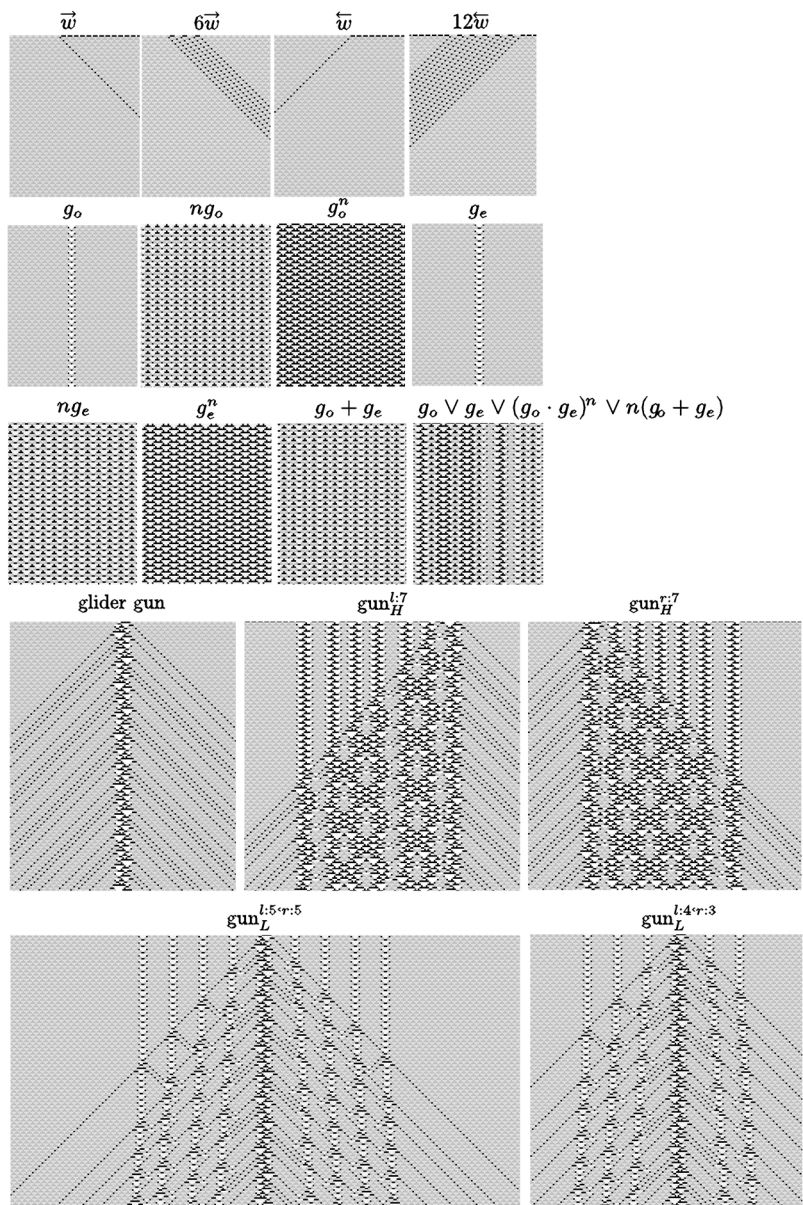 $\overrightarrow{w}$ $6\overrightarrow{w}$ $\overleftarrow{w}$ $12\overleftarrow{w}$
$g_o$ $ng_o$ $g_o^n$ $g_e$
$ng_e$ $g_e^n$ $g_o + g_e$ $g_o \vee g_e \vee (g_o \cdot g_e)^n \vee n(g_o + g_e)$
glider gun $\text{gun}_H^{l:7}$ $\text{gun}_H^{r:7}$
$\text{gun}_L^{l:5,r:5}$ $\text{gun}_L^{l:4,r:3}$